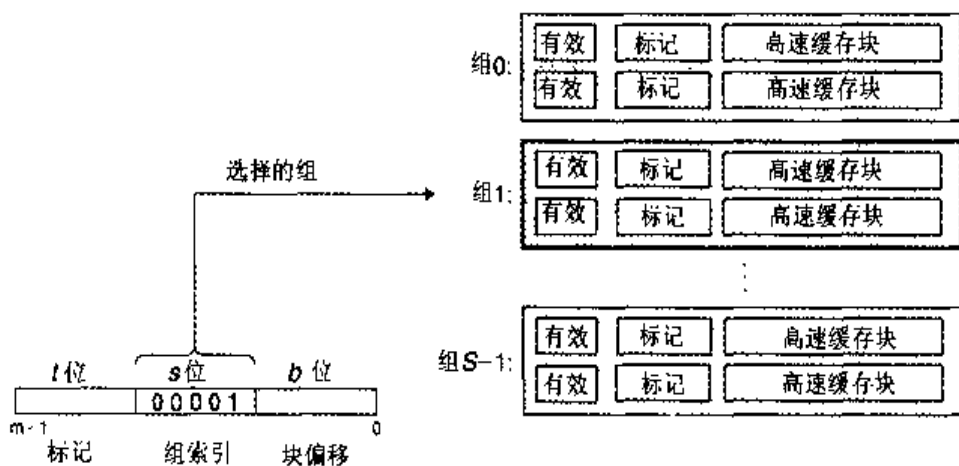 组0:
有效 标记 高速缓存块
有效 标记 高速缓存块
选择的组
组1:
有效 标记 高速缓存块
有效 标记 高速缓存块
组S-1:
有效 标记 高速缓存块
有效 标记 高速缓存块
t位 s位 b位
00001
m-1 0
标记 组索引 块偏移